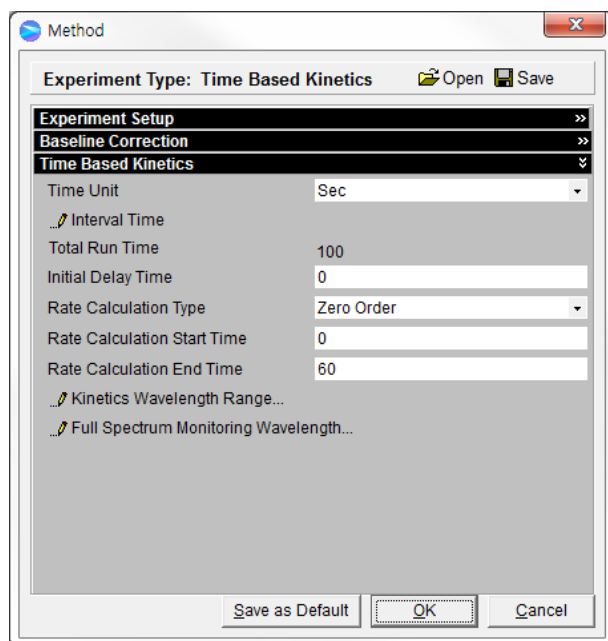 Method
Experiment Type: Time Based Kinetics Open Save
Experiment Setup
Baseline Correction
Time Based Kinetics
Time Unit Sec
Interval Time
Total Run Time 100
Initial Delay Time 0
Rate Calculation Type Zero Order
Rate Calculation Start Time 0
Rate Calculation End Time 60
Kinetics Wavelength Range...
Full Spectrum Monitoring Wavelength...
Save as Default OK Cancel